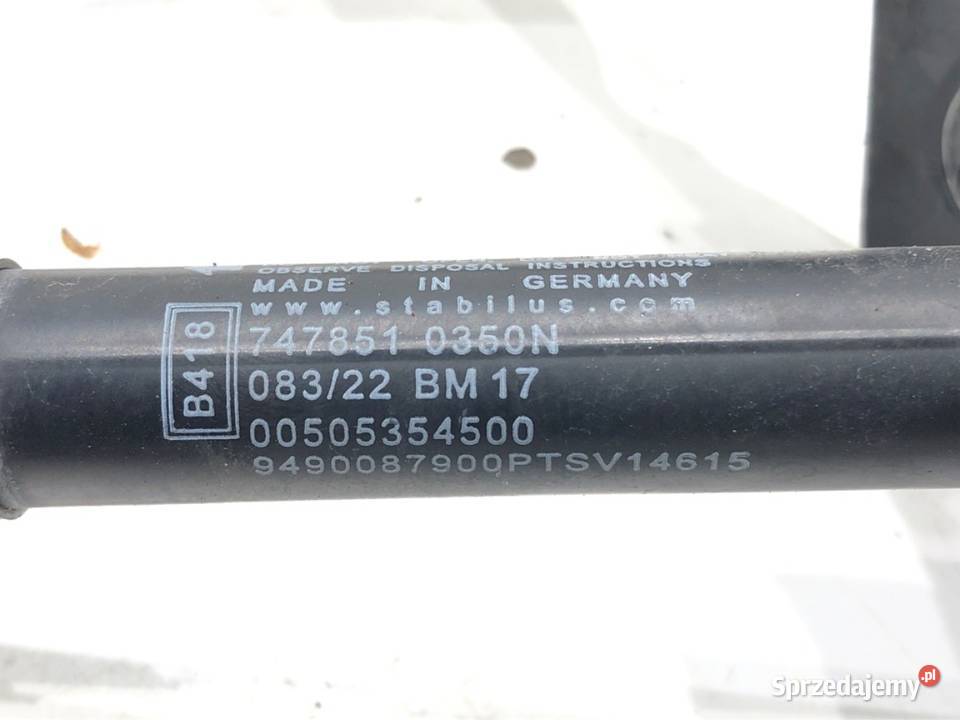 OBSERVE DISPOSAL INSTRUCTIONS
MADE IN GERMANY
www.stabilus.com
B418
747851 0350N
083/22 BM 17
00505354500
9490087900PTSV14615
Sprzedajemy.pl